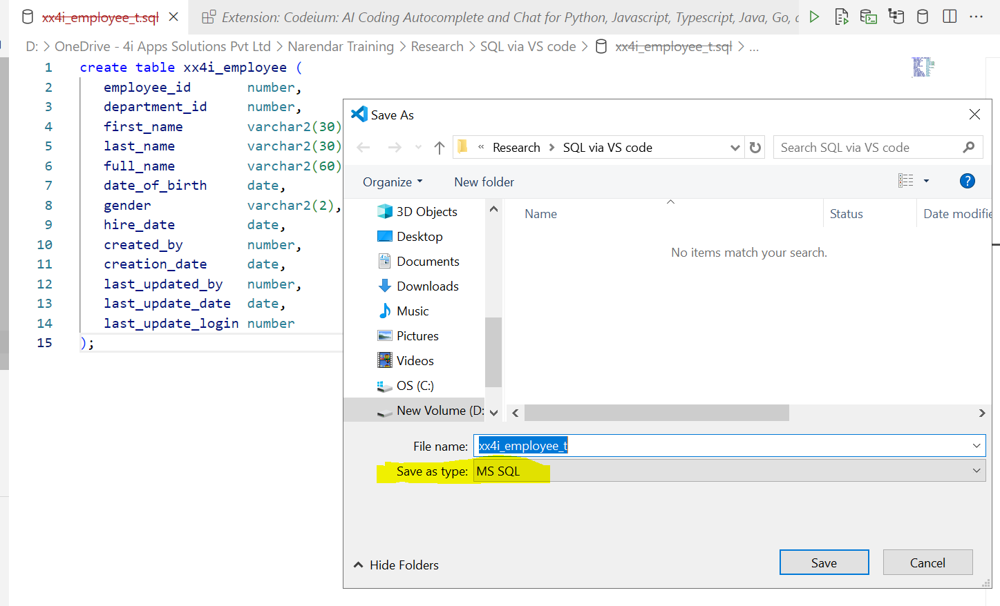 xx4i_employee_t.sql
Extension: Codeium: AI Coding Autocomplete and Chat for Python, Javascript, Typescript, Java, Go, 
D: > OneDrive - 4i Apps Solutions Pvt Ltd > Narendar Training > Research > SQL via VS code > xx4i_employee_t.sql > ...
1 create table xx4i_employee (
2 employee_id number,
3 department_id number,
4 first_name varchar2(30)
5 last_name varchar2(30)
6 full_name varchar2(60)
7 date_of_birth date,
8 gender varchar2(2),
9 hire_date date,
10 created_by number,
11 creation_date date,
12 last_updated_by number,
13 last_update_date date,
14 last_update_login number
15 );
Save As
« Research > SQL via VS code
Search SQL via VS code
Organize
New folder
?
3D Objects
Desktop
Documents
Downloads
Music
Pictures
Videos
OS (C:)
New Volume (D:
Name
Status
Date modifie
No items match your search.
File name: xx4i_employee_t
Save as type: MS SQL
Hide Folders
Save
Cancel